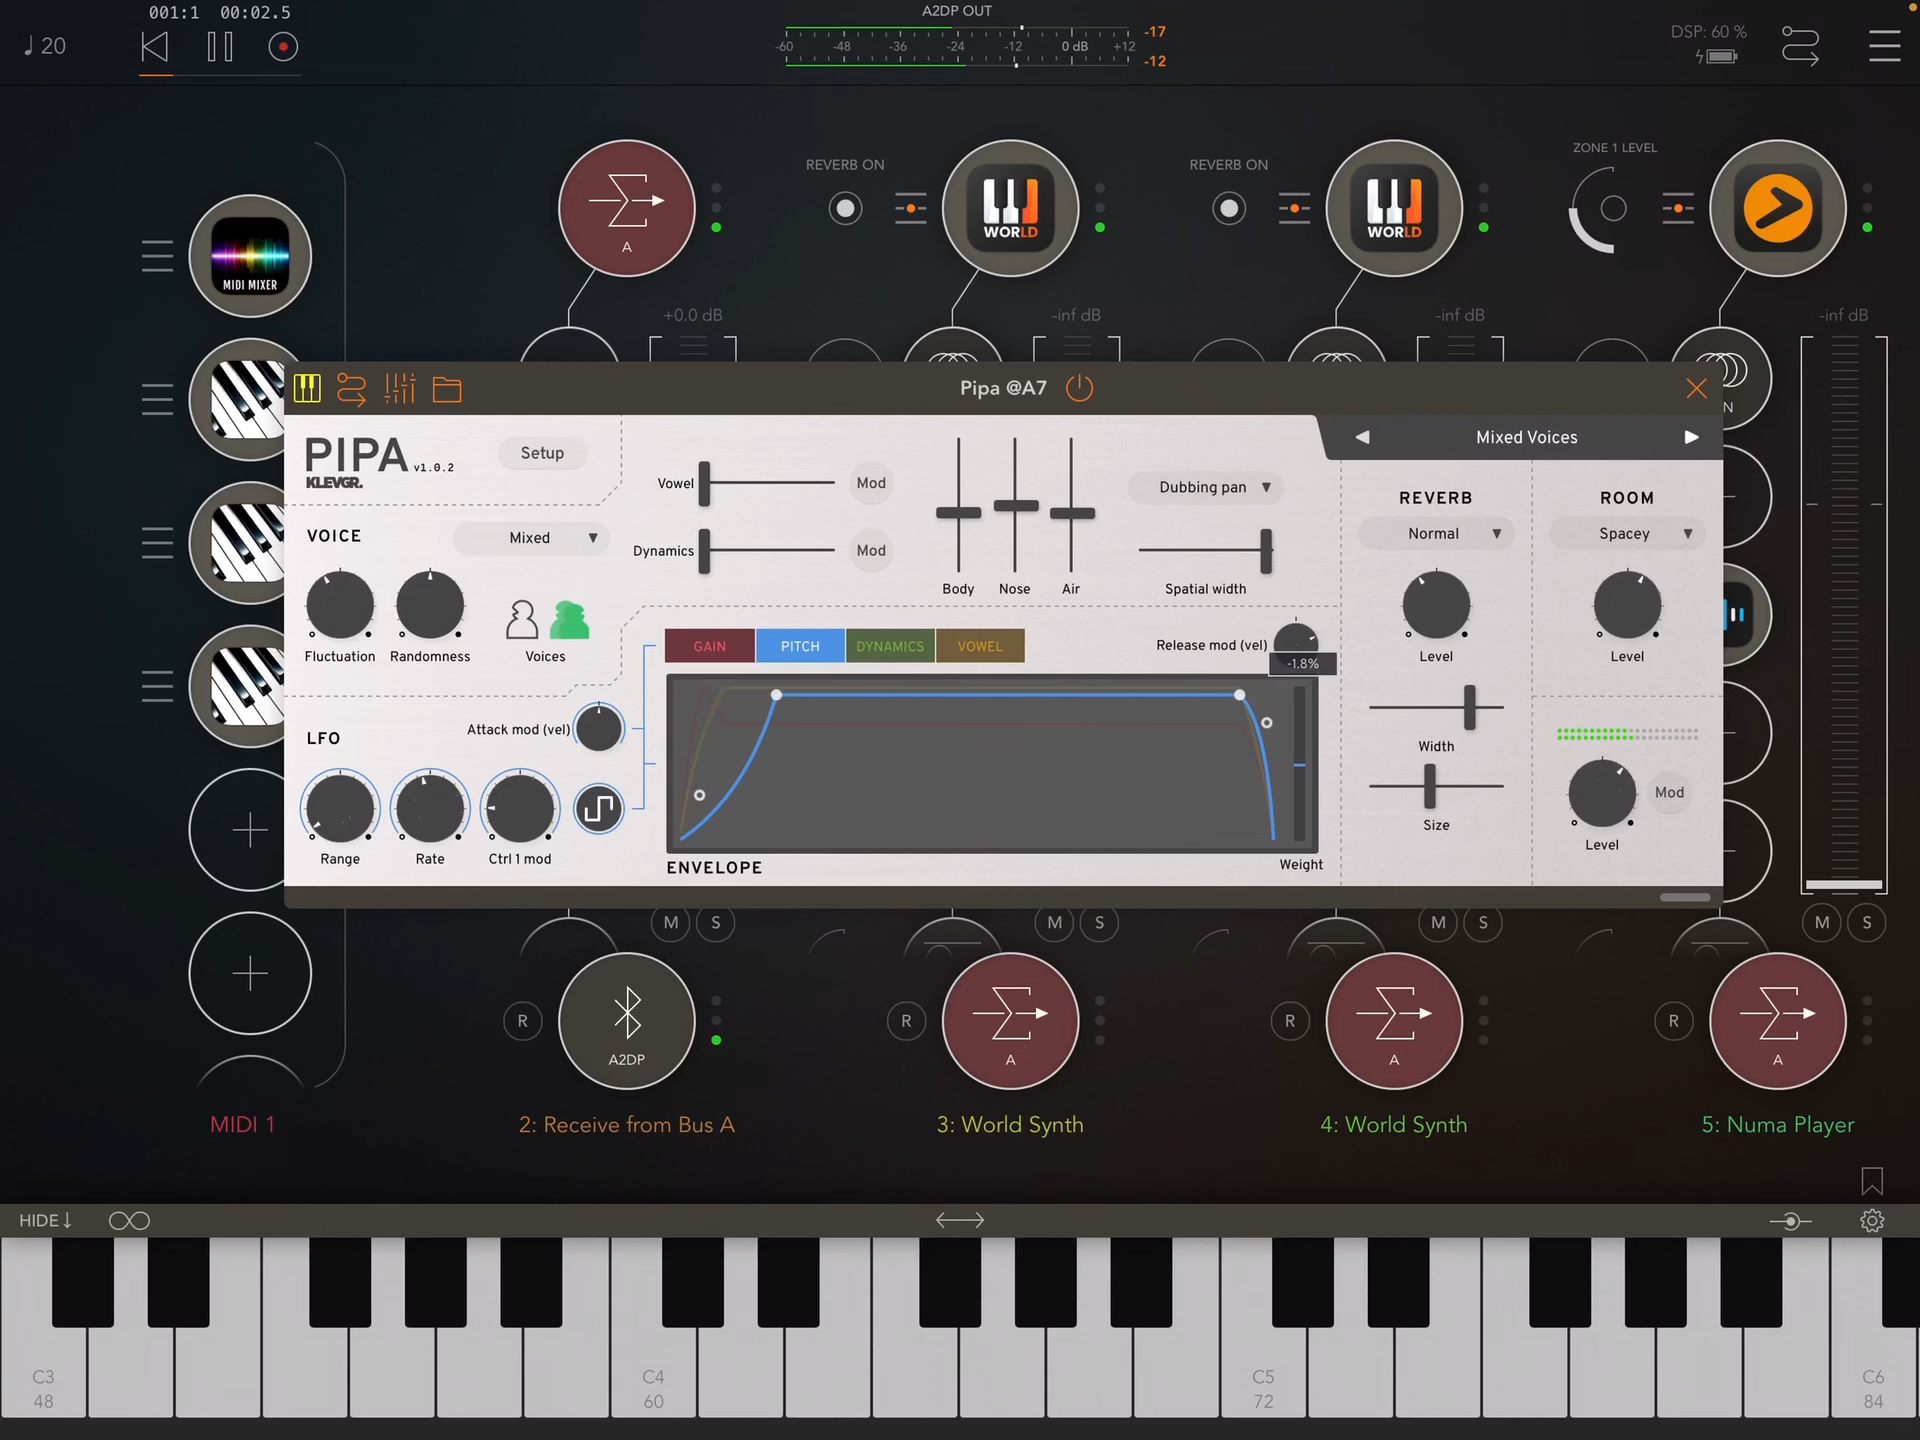 001:1 00:02.5
♩20
A2DP OUT
-60 -48 -36 -24 -12 0 dB +12
-17
-12
DSP: 60 %
REVERB ON
REVERB ON
ZONE 1 LEVEL
A
WORLD
WORLD
MIDI MIXER
+0.0 dB
-inf dB
-inf dB
-inf dB
Pipa @A7
N
PIPA v1.0.2
KLEVGR.
Setup
Mixed Voices
Vowel
Mod
Dubbing pan
VOICE
Mixed
Dynamics
Mod
Body
Nose
Air
Spatial width
REVERB
Normal
ROOM
Spacey
Fluctuation
Randomness
Voices
GAIN
PITCH
DYNAMICS
VOWEL
Release mod (vel)
-1.8%
Level
Level
LFO
Attack mod (vel)
Width
Mod
Size
Level
Range
Rate
Ctrl 1 mod
ENVELOPE
Weight
M S
M S
M S
M S
R
A2DP
R
A
R
A
R
A
MIDI 1
2: Receive from Bus A
3: World Synth
4: World Synth
5: Numa Player
HIDE↓
C3
48
C4
60
C5
72
C6
84